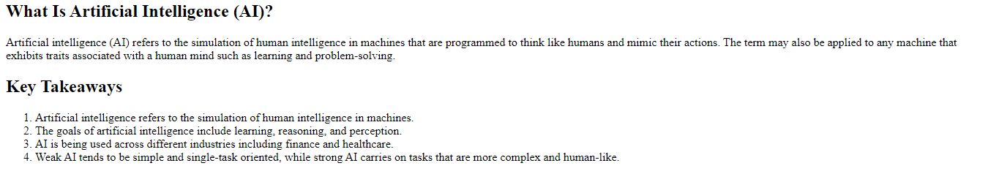 What Is Artificial Intelligence (AI)?
Artificial intelligence (AI) refers to the simulation of human intelligence in machines that are programmed to think like humans and mimic their actions. The term may also be applied to any machine that
exhibits traits associated with a human mind such as learning and problem-solving.
Key Takeaways
1. Artificial intelligence refers to the simulation of human intelligence in machines.
2. The goals of artificial intelligence include learning, reasoning, and perception.
3. AI is being used across different industries including finance and healthcare.
4. Weak AI tends to be simple and single-task oriented, while strong AI carries on tasks that are more complex and human-like.